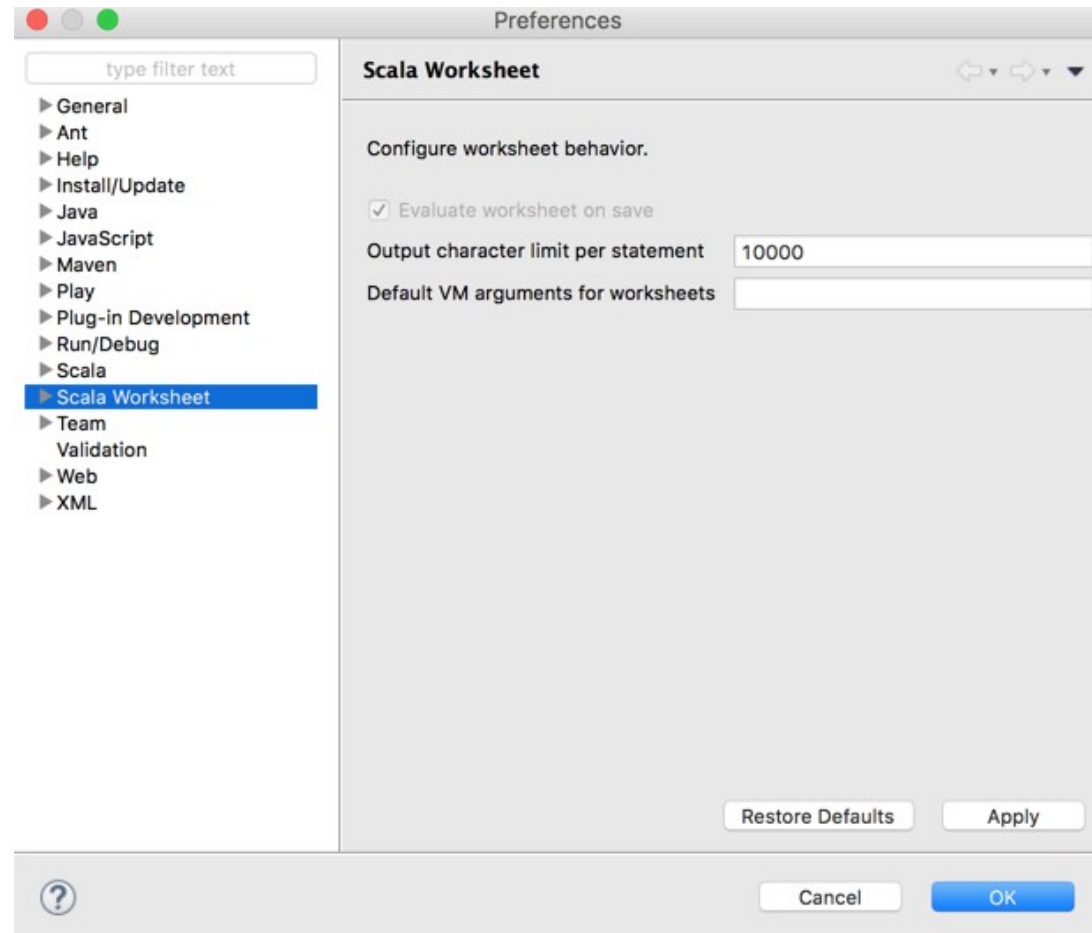 Preferences
type filter text
General
Ant
Help
Install/Update
Java
JavaScript
Maven
Play
Plug-in Development
Run/Debug
Scala
Scala Worksheet
Team
Validation
Web
XML
Scala Worksheet
Configure worksheet behavior.
Evaluate worksheet on save
Output character limit per statement 10000
Default VM arguments for worksheets
Restore Defaults Apply
? Cancel OK